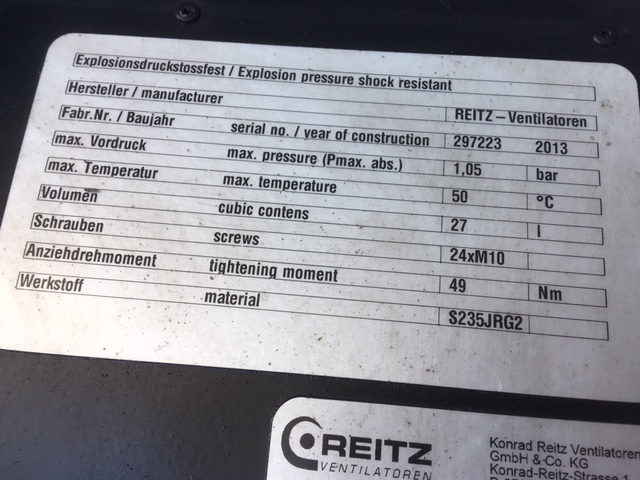 Explosionsdruckstossfest / Explosion pressure shock resistant
Hersteller / manufacturer REITZ – Ventilatoren
Fabr.Nr. / Baujahr serial no. / year of construction 297223 2013
max. Vordruck max. pressure (Pmax. abs.) 1,05 bar
max. Temperatur max. temperature 50 °C
Volumen cubic contens 27 l
Schrauben screws 24xM10
Anziehdrehmoment tightening moment 49 Nm
Werkstoff material S235JRG2
REITZ
VENTILATOREN
Konrad Reitz Ventilatoren
GmbH & Co. KG
Konrad-Reitz-Strasse 1